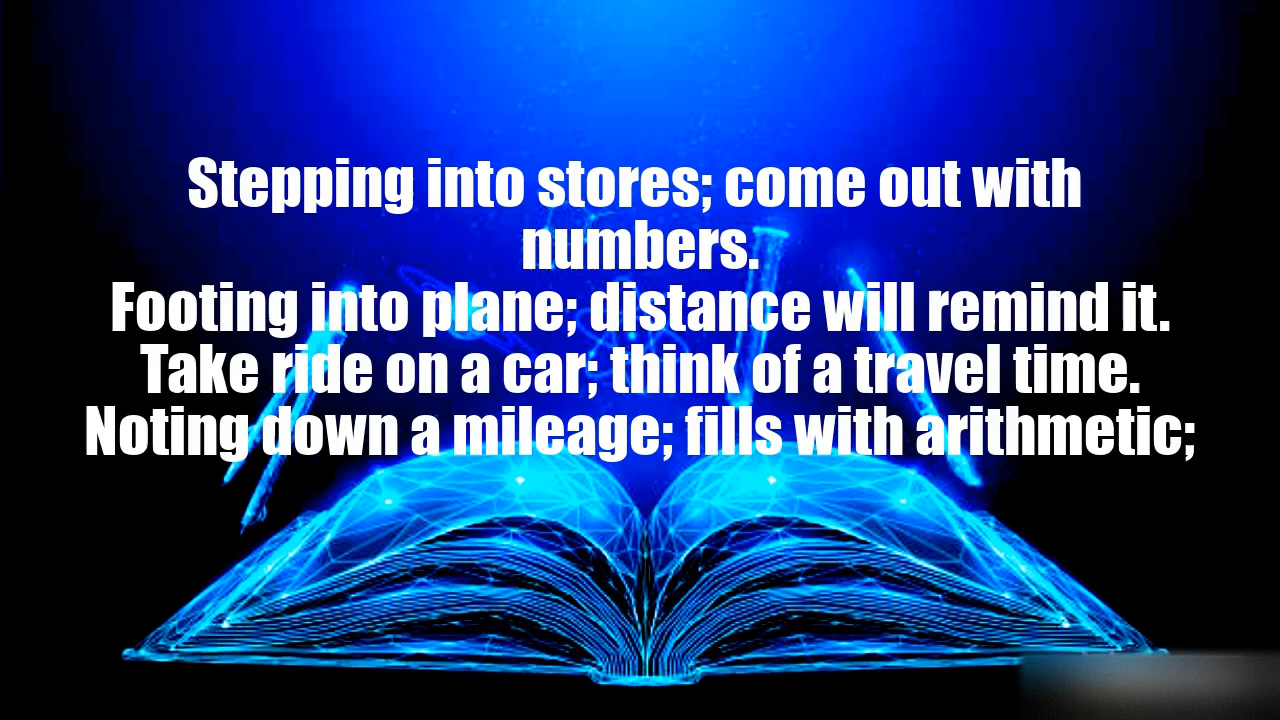 Stepping into stores; come out with
numbers.
Footing into plane; distance will remind it.
Take ride on a car; think of a travel time.
Noting down a mileage; fills with arithmetic;